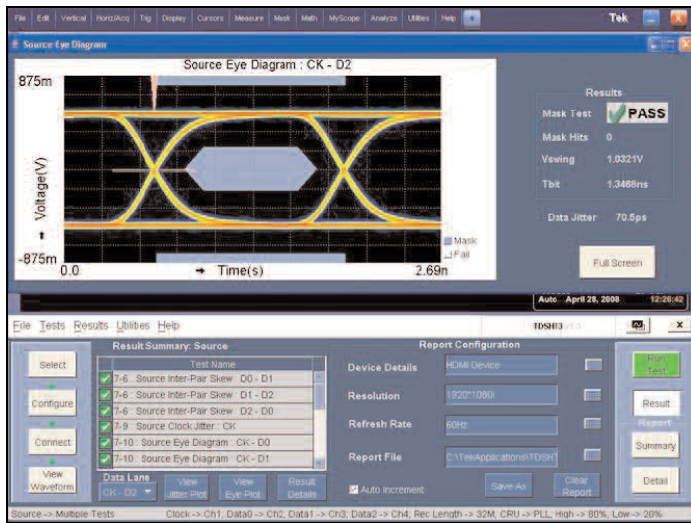 File Edit Vertical Horiz/Acq Trig Display Cursors Measure Mask Math MyScope Analyze Utilities Help
Tek
Source Eye Diagram
Source Eye Diagram : CK - D2
875m
Voltage(V)
-875m
0.0
Time(s)
2.69n
Mask
Fail
Results
Mask Test PASS
Mask Hits 0
Vswing 1.0321V
Tbit 1.3468ns
Data Jitter 70.5ps
Full Screen
Auto April 28, 2008 12:26:42
File Tests Results Utilities Help
TDSHT3
X
Select
Configure
Connect
View Waveform
Result Summary: Source
Test Name
7-6 : Source Inter-Pair Skew : D0 - D1
7-6 : Source Inter-Pair Skew : D1 - D2
7-6 : Source Inter-Pair Skew : D2 - D0
7-9 : Source Clock Jitter : CK
7-10 : Source Eye Diagram : CK - D0
7-10 : Source Eye Diagram : CK - D1
Data Lane
CK - D2
View Jitter Plot
View Eye Plot
Result Details
Report Configuration
Device Details HDMI Device
Resolution 1920*1080i
Refresh Rate 60Hz
Report File C:\TekApplications\TDSHT
Auto Increment
Save As
Clear Report
Run Test
Result
Report
Summary
Detail
Source -> Multiple Tests Clock -> Ch1, Data0 -> Ch2, Data1 -> Ch3, Data2 -> Ch4, Rec Length -> 32M, CRU -> PLL, High -> 80%, Low -> 20%